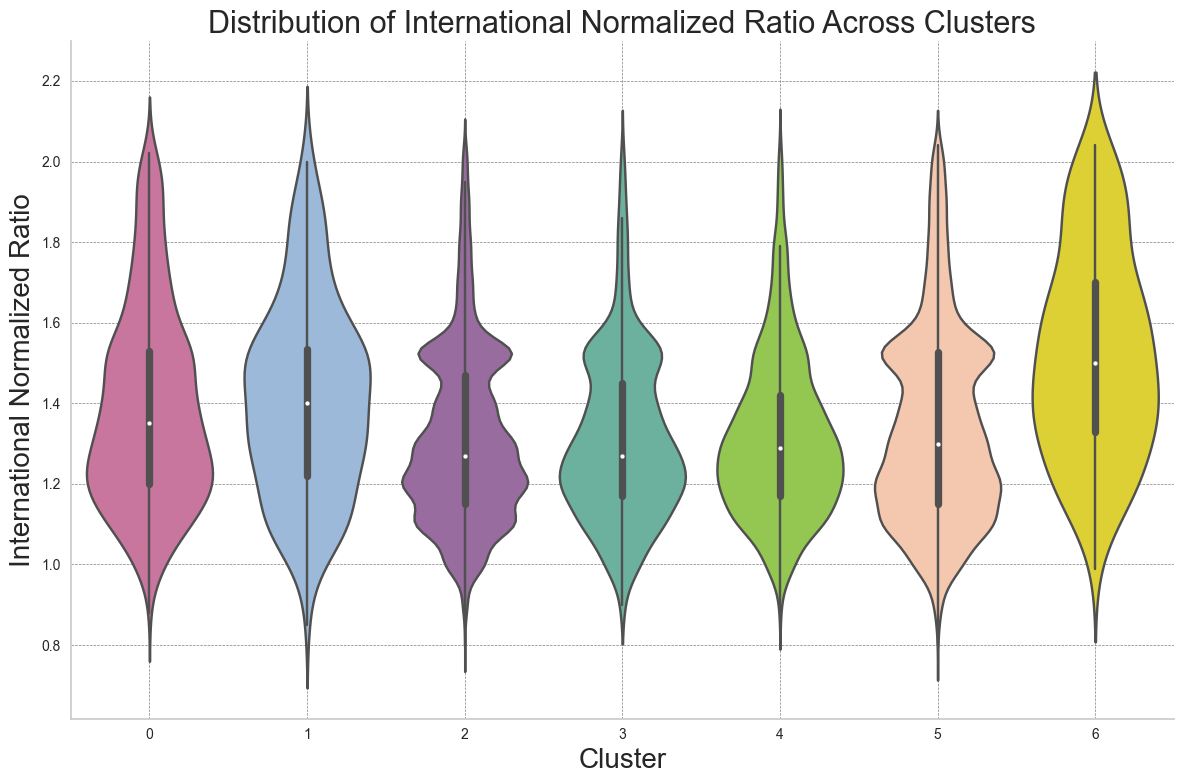 Distribution of International Normalized Ratio Across Clusters
International Normalized Ratio
2.2
2.0
1.8
1.6
1.4
1.2
1.0
0.8
0 1 2 3 4 5 6
Cluster